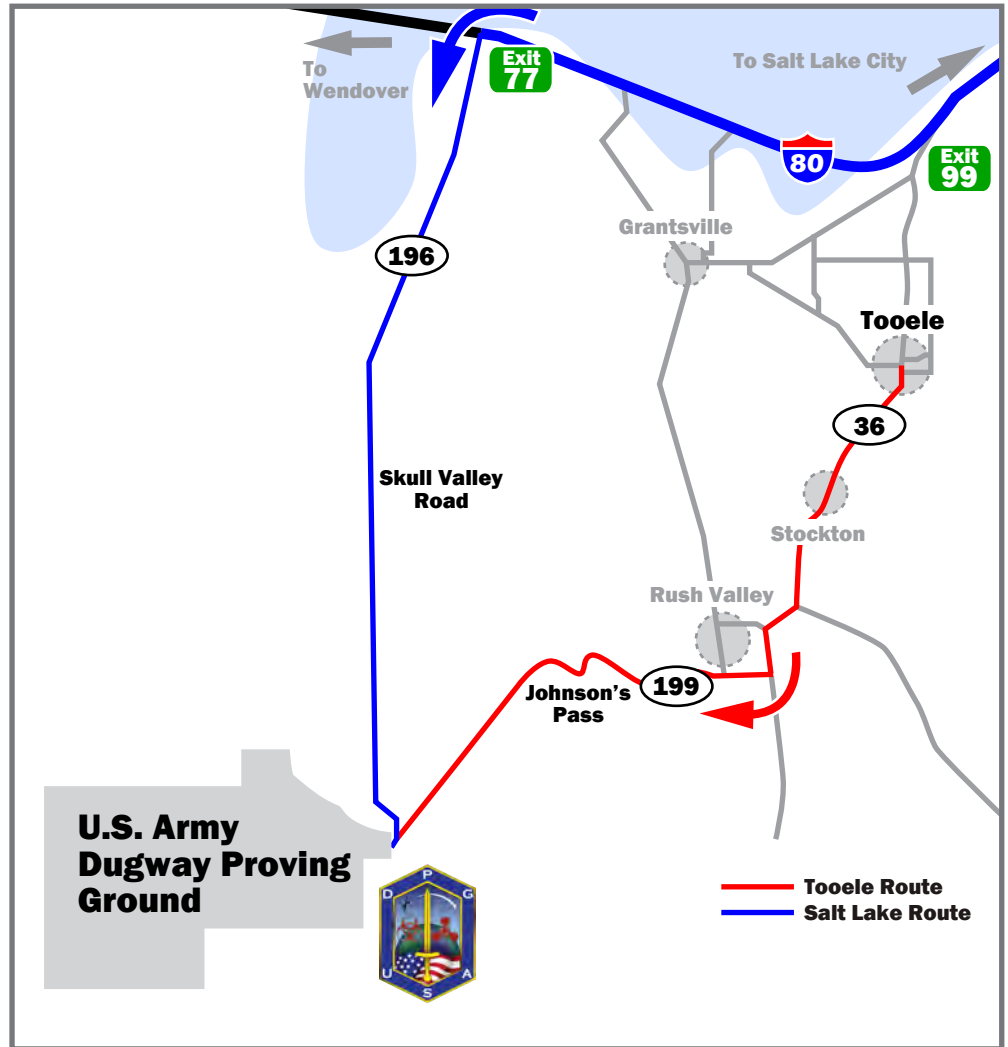 To
Wendover
Exit
77
To Salt Lake City
80
Exit
99
Grantsville
196
Tooele
36
Skull Valley
Road
Stockton
Rush Valley
199
Johnson's
Pass
U.S. Army
Dugway Proving
Ground
D P G
U S A
Tooele Route
Salt Lake Route